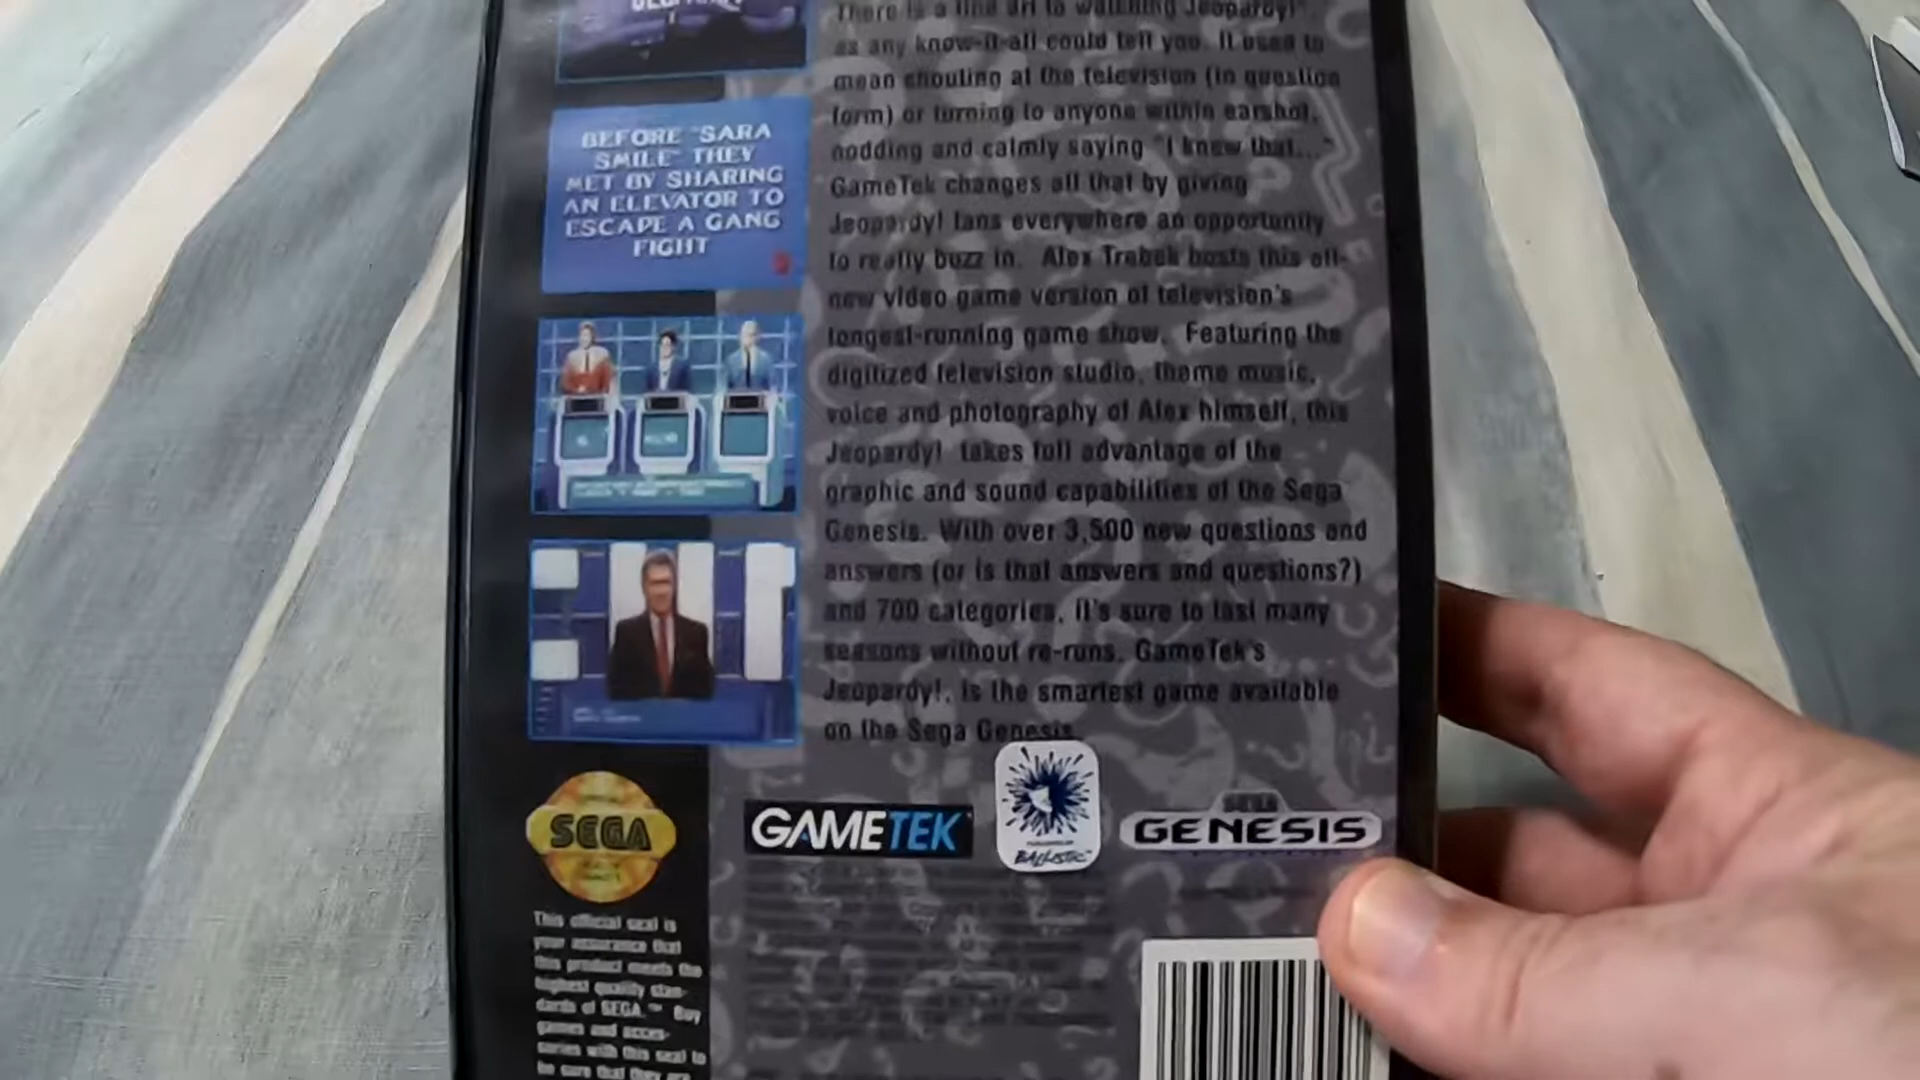 There is a fine art to watching Jeopardy!
as any know-it-all could tell you. It used to
mean shouting at the television (in question
form) or turning to anyone within earshot,
nodding and calmly saying "I knew that..."
GameTek changes all that by giving
Jeopardy! fans everywhere an opportunity
to really buzz in. Alex Trebek hosts this all-
new video game version of television's
longest-running game show. Featuring the
digitized television studio, theme music,
voice and photography of Alex himself, this
Jeopardy! takes full advantage of the
graphic and sound capabilities of the Sega
Genesis. With over 3,500 new questions and
answers (or is that answers and questions?)
and 700 categories, it's sure to last many
seasons without re-runs. GameTek's
Jeopardy!, is the smartest game available
on the Sega Genesis
BEFORE "SARA
SMILE" THEY
MET BY SHARING
AN ELEVATOR TO
ESCAPE A GANG
FIGHT
SEGA
GAMETEK
BALLISTIC™
SEGA
GENESIS
This official seal is
your assurance that
this product meets the
highest quality stan-
dards of SEGA.™ Buy
games and acces-
sories with this seal to
be sure that they are